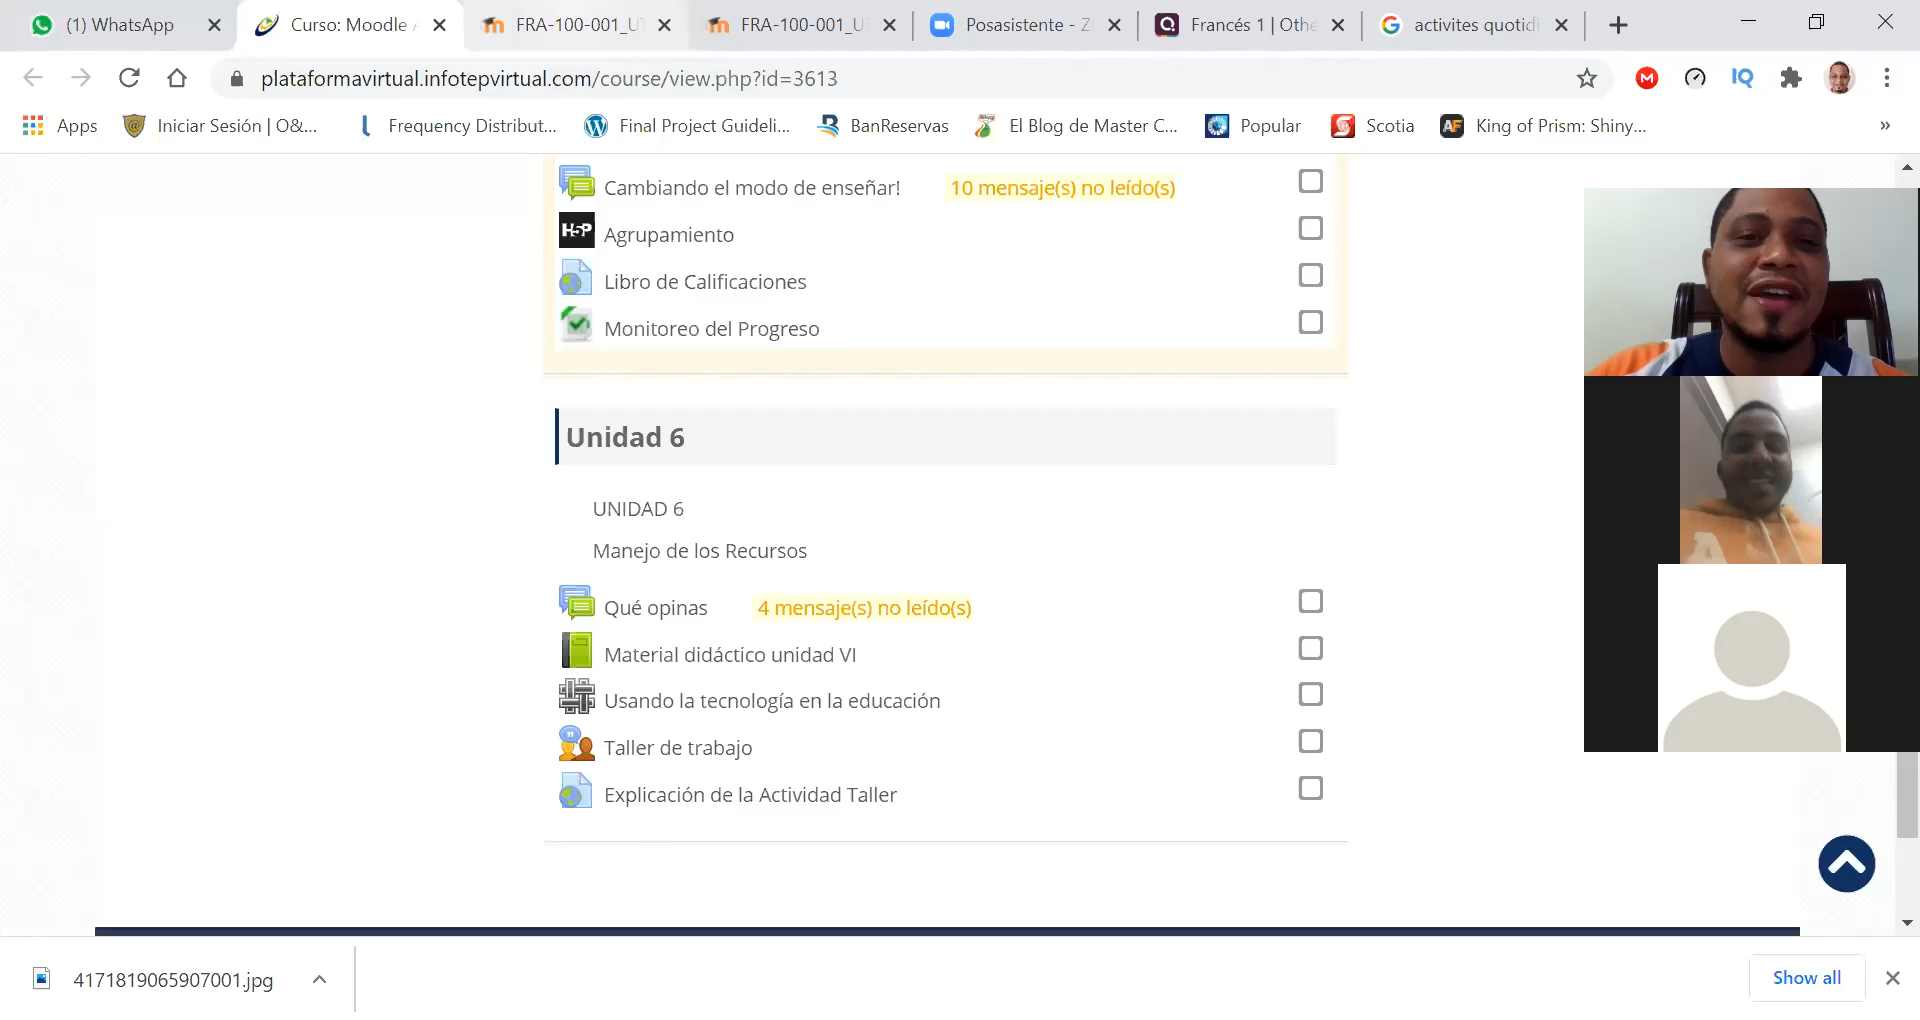 (1) WhatsApp
Curso: Moodle
FRA-100-001_U
FRA-100-001_U
Posasistente - Z
Francés 1 | Othé
activites quotidi
plataformavirtual.infotepvirtual.com/course/view.php?id=3613
M
IQ
Apps
Iniciar Sesión | O&...
Frequency Distribut...
Final Project Guideli...
BanReservas
El Blog de Master C...
Popular
Scotia
King of Prism: Shiny...
Cambiando el modo de enseñar!
10 mensaje(s) no leído(s)
H5P
Agrupamiento
Libro de Calificaciones
Monitoreo del Progreso
Unidad 6
UNIDAD 6
Manejo de los Recursos
Qué opinas
4 mensaje(s) no leído(s)
Material didáctico unidad VI
Usando la tecnología en la educación
Taller de trabajo
Explicación de la Actividad Taller
4171819065907001.jpg
Show all